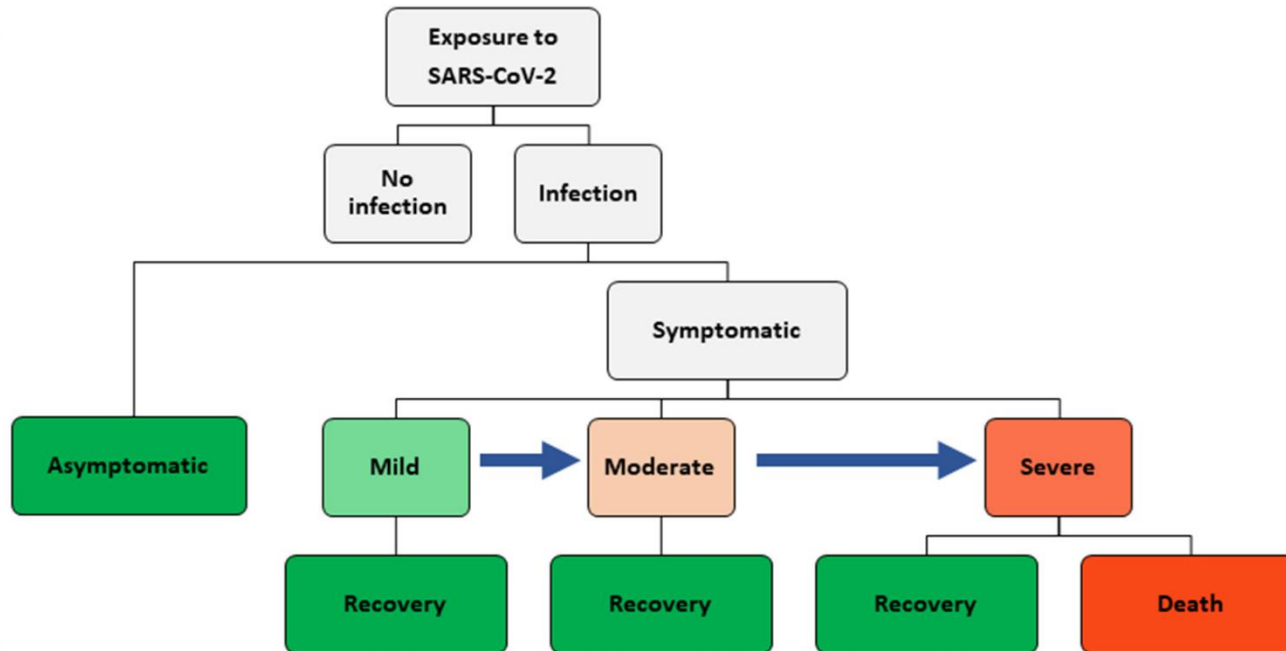 Exposure to
SARS-CoV-2
No
infection
Infection
Symptomatic
Asymptomatic
Mild
Moderate
Severe
Recovery
Recovery
Recovery
Death